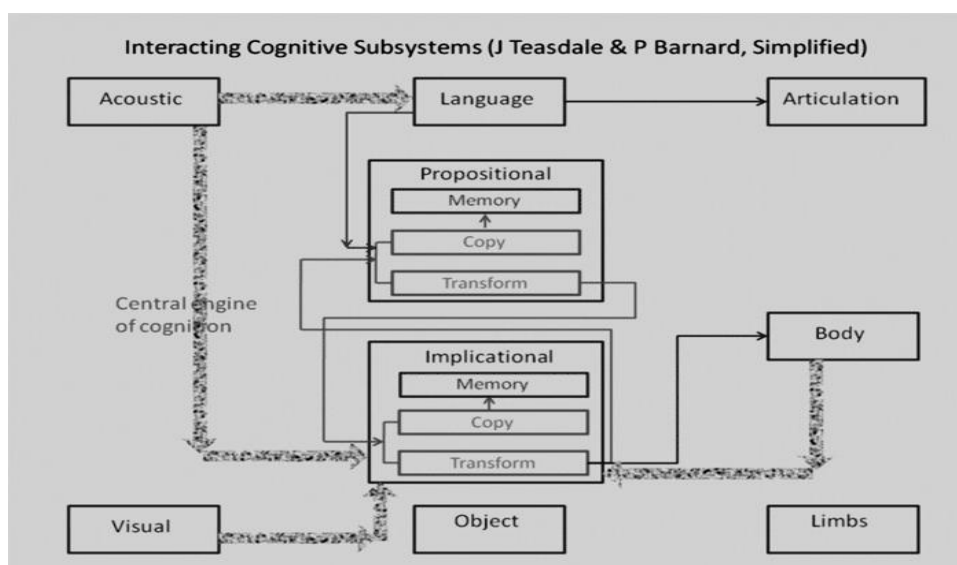 Interacting Cognitive Subsystems (J Teasdale & P Barnard, Simplified)
Acoustic
Language
Articulation
Propositional
Memory
Copy
Transform
Central engine
of cognition
Body
Implicational
Memory
Copy
Transform
Visual
Object
Limbs